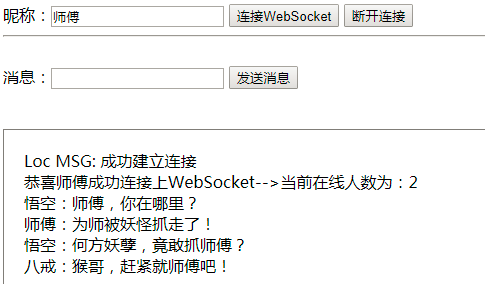 昵称：师傅 连接WebSocket 断开连接
消息： 发送消息
Loc MSG: 成功建立连接
恭喜师傅成功连接上WebSocket-->当前在线人数为：2
悟空：师傅，你在哪里？
师傅：为师被妖怪抓走了！
悟空：何方妖孽，竟敢抓师傅？
八戒：猴哥，赶紧就师傅吧！